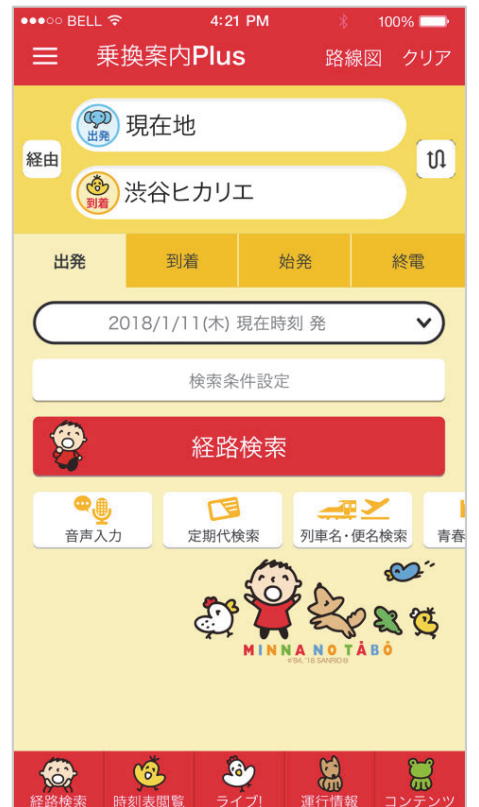 BELL 4:21 PM 100%
乗換案内Plus 路線図 クリア
出発 現在地
経由
到着 渋谷ヒカリエ
出発 到着 始発 終電
2018/1/11(木) 現在時刻 発
検索条件設定
経路検索
音声入力 定期代検索 列車名・便名検索 青春
MINNA NO TÅBÕ
©'84, '18 SANRIO®
経路検索 時刻表閲覧 ライブ! 運行情報 コンテンツ